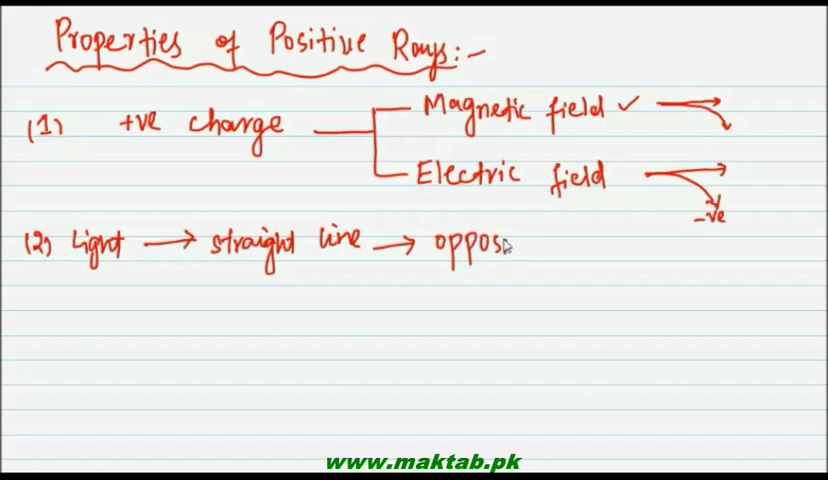 Properties of Positive Rays:-
(1) +ve charge
Magnetic field ✓
Electric field
-ve
(2) Light → straight line → oppos
www.maktab.pk